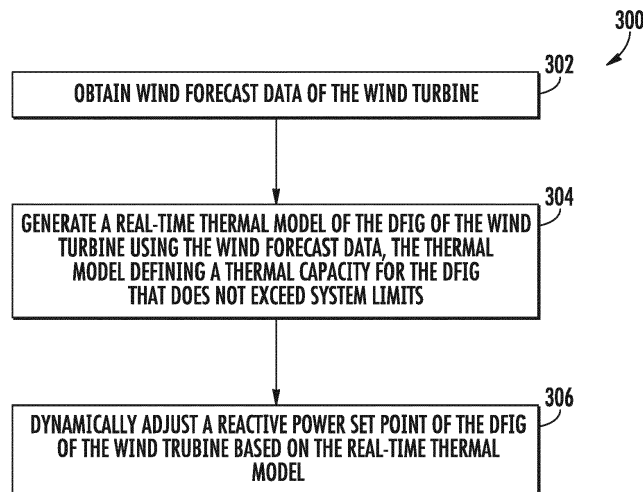 300
302
OBTAIN WIND FORECAST DATA OF THE WIND TURBINE
304
GENERATE A REAL-TIME THERMAL MODEL OF THE DFIG OF THE WIND
TURBINE USING THE WIND FORECAST DATA, THE THERMAL
MODEL DEFINING A THERMAL CAPACITY FOR THE DFIG
THAT DOES NOT EXCEED SYSTEM LIMITS
306
DYNAMICALLY ADJUST A REACTIVE POWER SET POINT OF THE DFIG
OF THE WIND TRUBINE BASED ON THE REAL-TIME THERMAL
MODEL